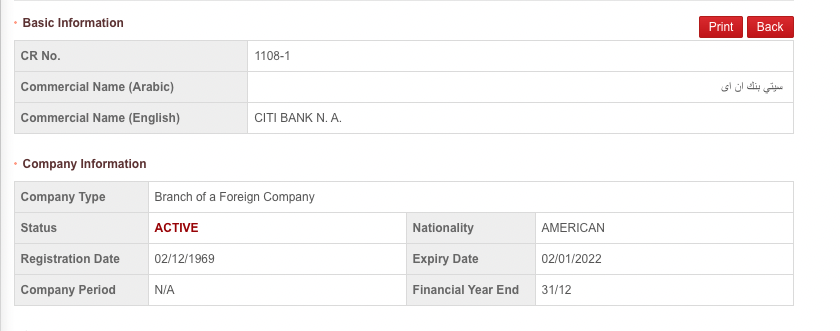 Basic Information
Print Back
CR No. 1108-1
Commercial Name (Arabic) سيتي بنك ان اى
Commercial Name (English) CITI BANK N. A.
Company Information
Company Type Branch of a Foreign Company
Status ACTIVE Nationality AMERICAN
Registration Date 02/12/1969 Expiry Date 02/01/2022
Company Period N/A Financial Year End 31/12